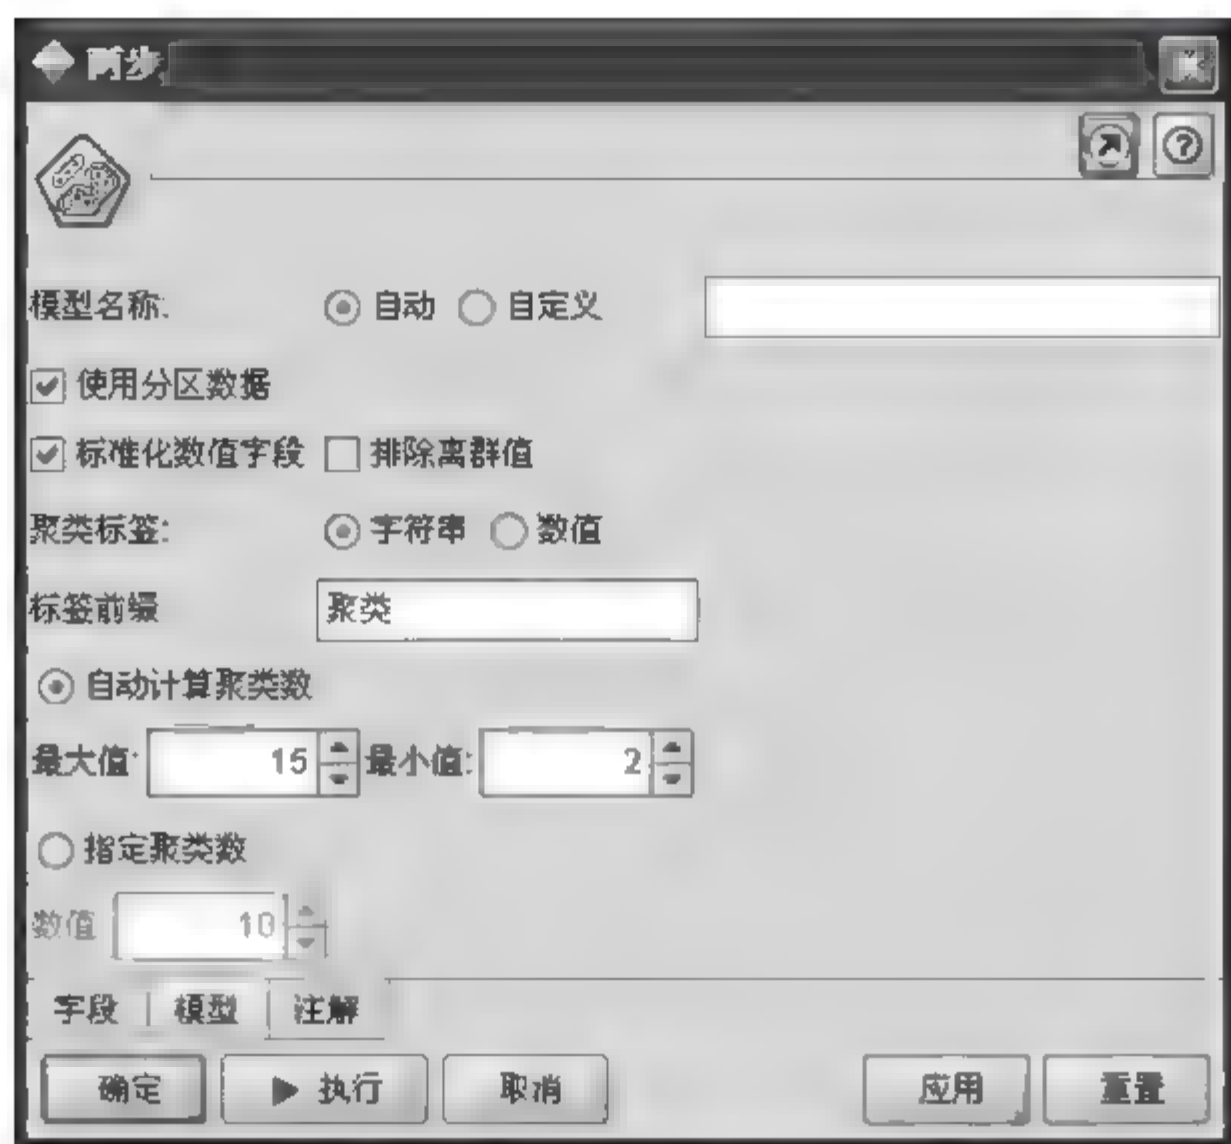 两步
模型名称: 自动 自定义
使用分区数据
标准化数值字段 排除离群值
聚类标签: 字符串 数值
标签前缀 聚类
自动计算聚类数
最大值: 15 最小值: 2
指定聚类数
数值 10
字段 模型 注解
确定 执行 取消 应用 重置